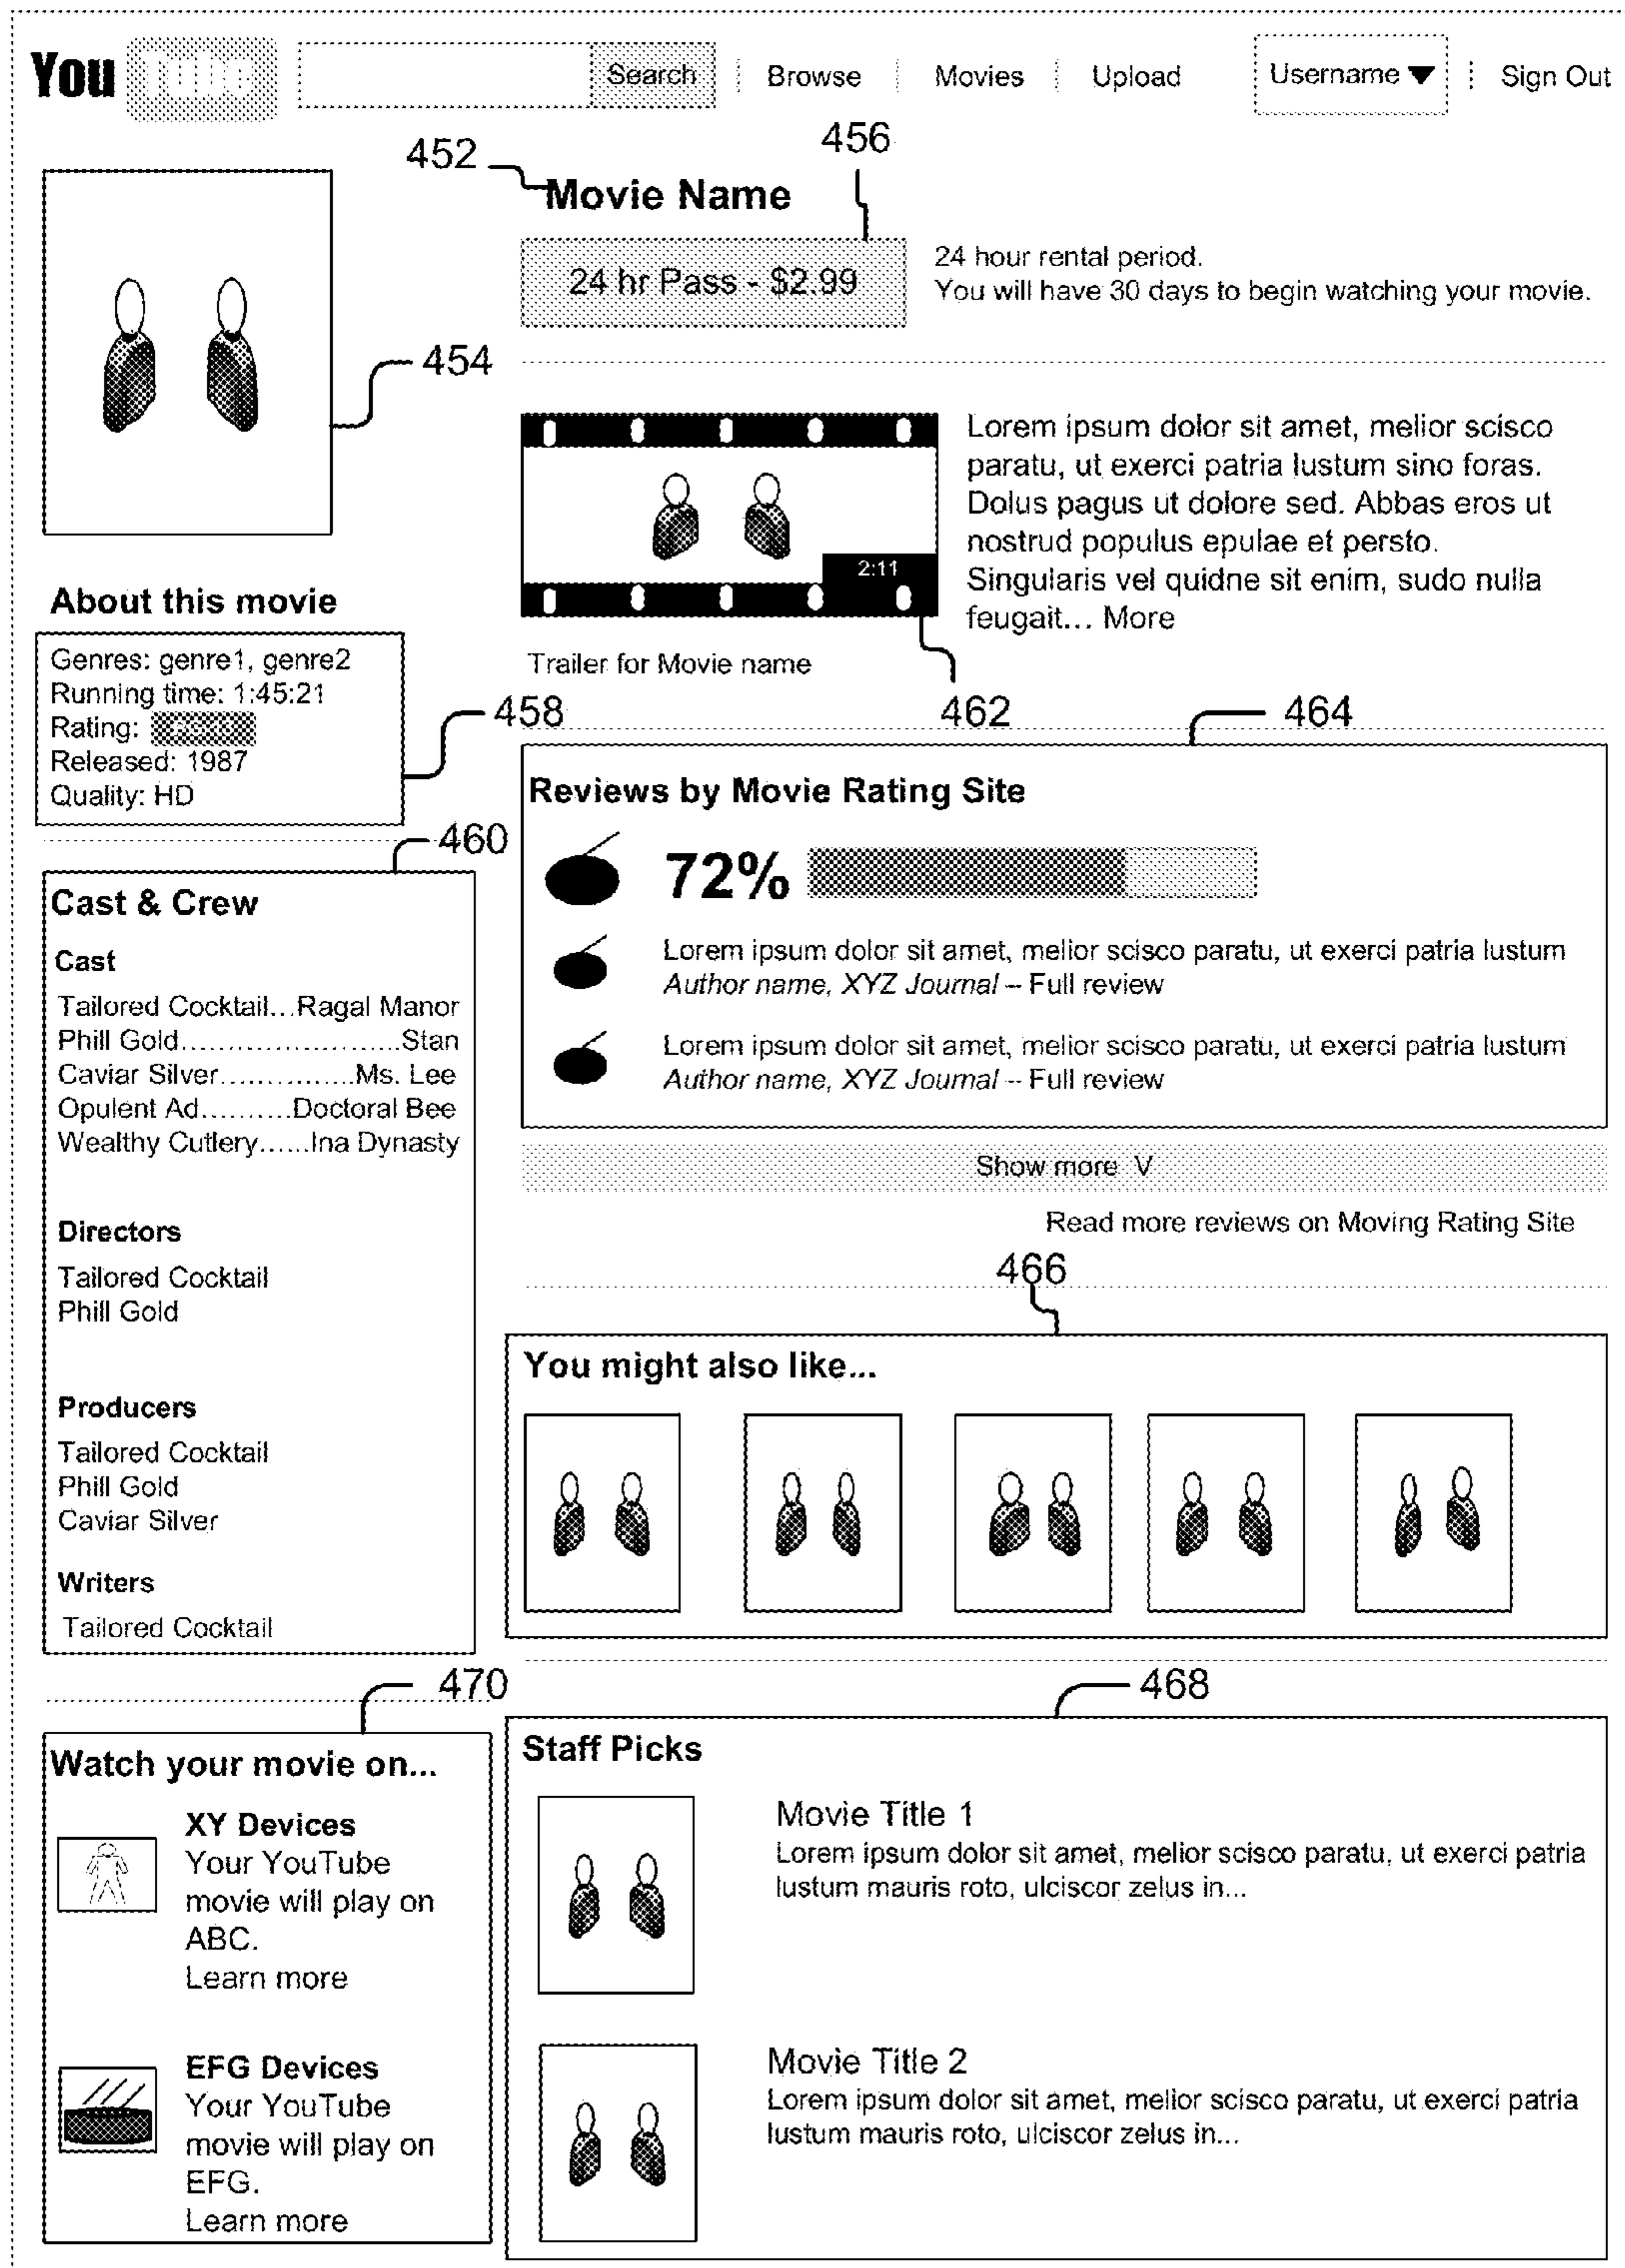 You Tube Search Browse Movies Upload Username Sign Out
452
456
Movie Name
24 hr Pass - $2.99
24 hour rental period.
You will have 30 days to begin watching your movie.
454
Lorem ipsum dolor sit amet, melior scisco
paratu, ut exerci patria lustum sino foras.
Dolus pagus ut dolore sed. Abbas eros ut
nostrud populus epulae et persto.
Singularis vel quidne sit enim, sudo nulla
feugait... More
2:11
Trailer for Movie name
462
About this movie
Genres: genre1, genre2
Running time: 1:45:21
Rating:
Released: 1987
Quality: HD
458
464
Reviews by Movie Rating Site
72%
Lorem ipsum dolor sit amet, melior scisco paratu, ut exerci patria lustum
Author name, XYZ Journal -- Full review
Lorem ipsum dolor sit amet, melior scisco paratu, ut exerci patria lustum
Author name, XYZ Journal -- Full review
Show more V
Read more reviews on Moving Rating Site
460
Cast & Crew
Cast
Tailored Cocktail...Ragal Manor
Phill Gold........................Stan
Caviar Silver...............Ms. Lee
Opulent Ad..........Doctoral Bee
Wealthy Cutlery......Ina Dynasty
Directors
Tailored Cocktail
Phill Gold
Producers
Tailored Cocktail
Phill Gold
Caviar Silver
Writers
Tailored Cocktail
466
You might also like...
470
Watch your movie on...
XY Devices
Your YouTube
movie will play on
ABC.
Learn more
EFG Devices
Your YouTube
movie will play on
EFG.
Learn more
468
Staff Picks
Movie Title 1
Lorem ipsum dolor sit amet, melior scisco paratu, ut exerci patria
lustum mauris roto, ulciscor zelus in...
Movie Title 2
Lorem ipsum dolor sit amet, melior scisco paratu, ut exerci patria
lustum mauris roto, ulciscor zelus in...